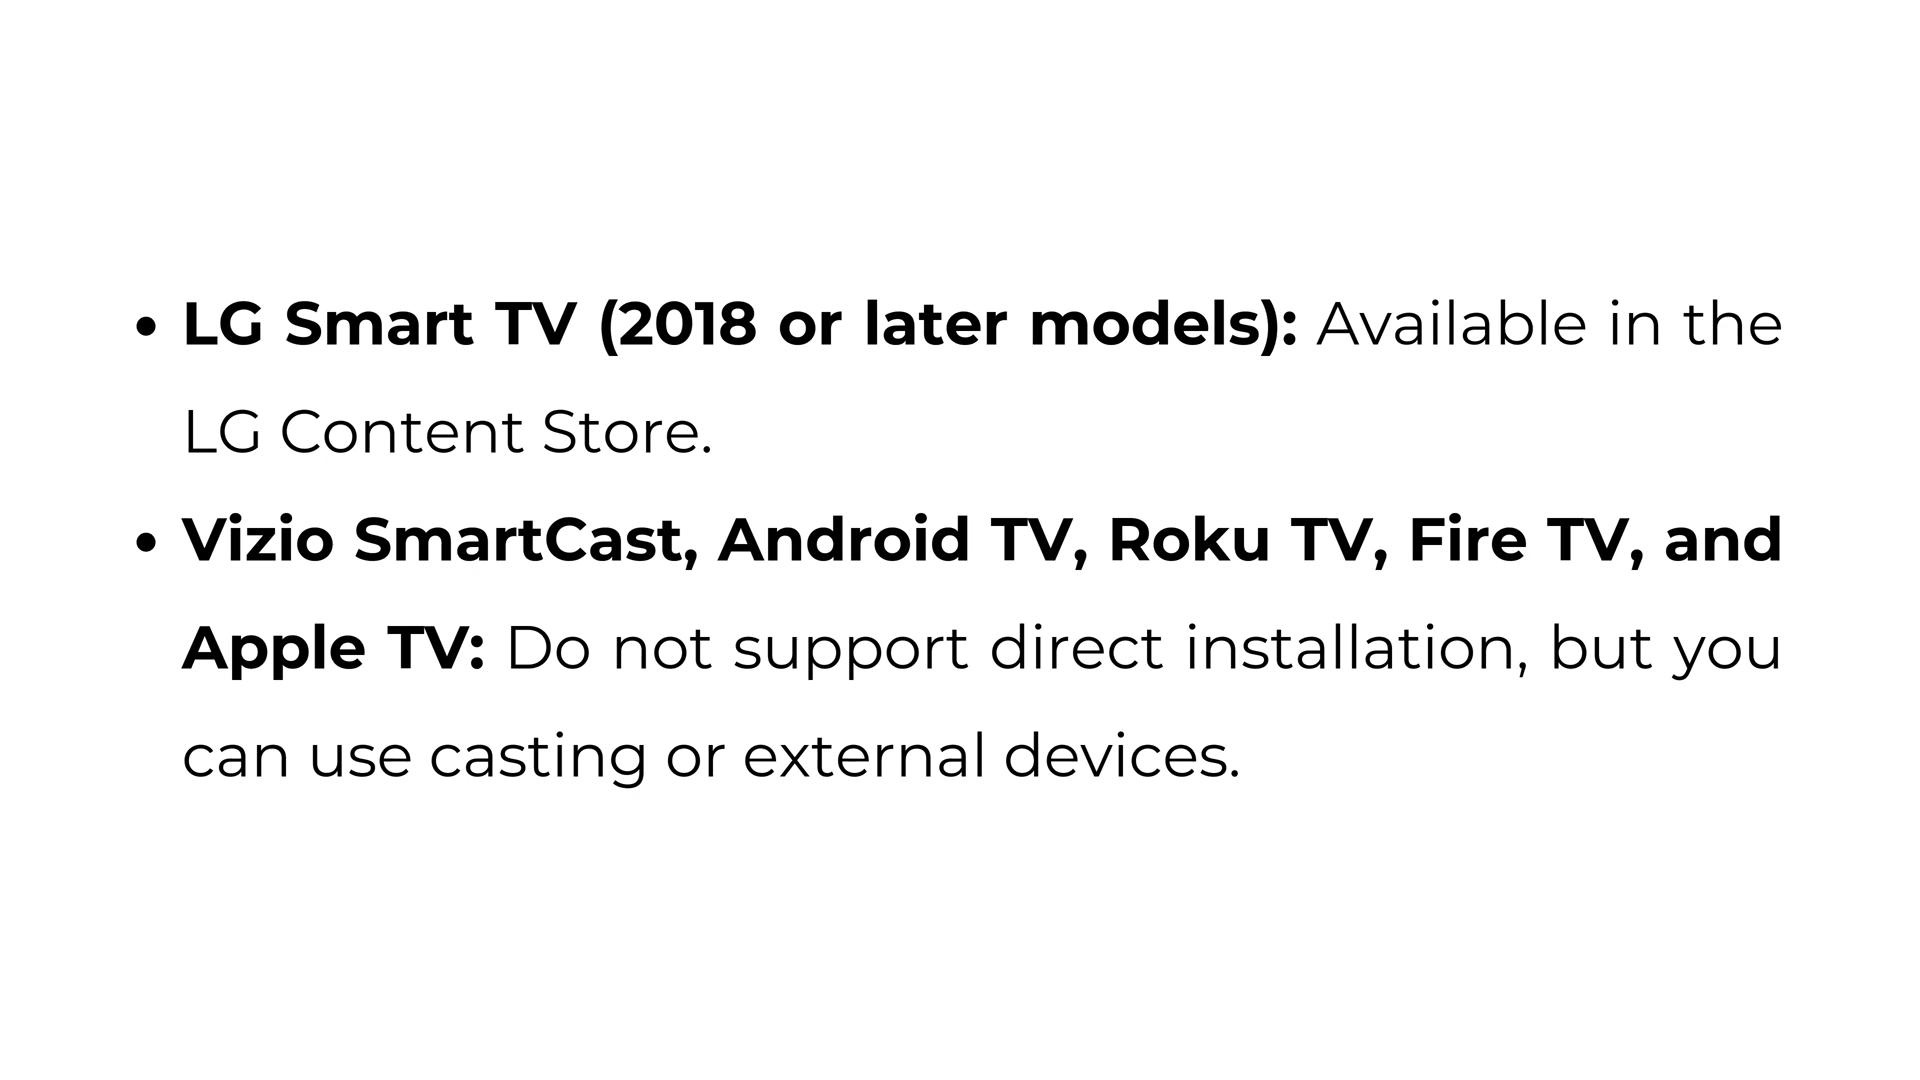 • LG Smart TV (2018 or later models): Available in the
LG Content Store.
• Vizio SmartCast, Android TV, Roku TV, Fire TV, and
Apple TV: Do not support direct installation, but you
can use casting or external devices.